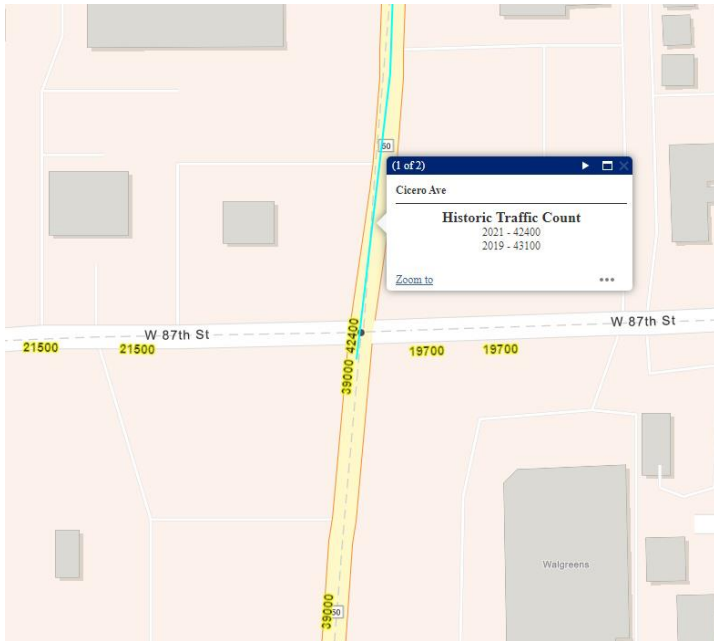 50
(1 of 2)
Cicero Ave
Historic Traffic Count
2021 - 42400
2019 - 43100
Zoom to
W 87th St
W 87th St
21500
21500
42400
39000
19700
19700
Walgreens
39000
50